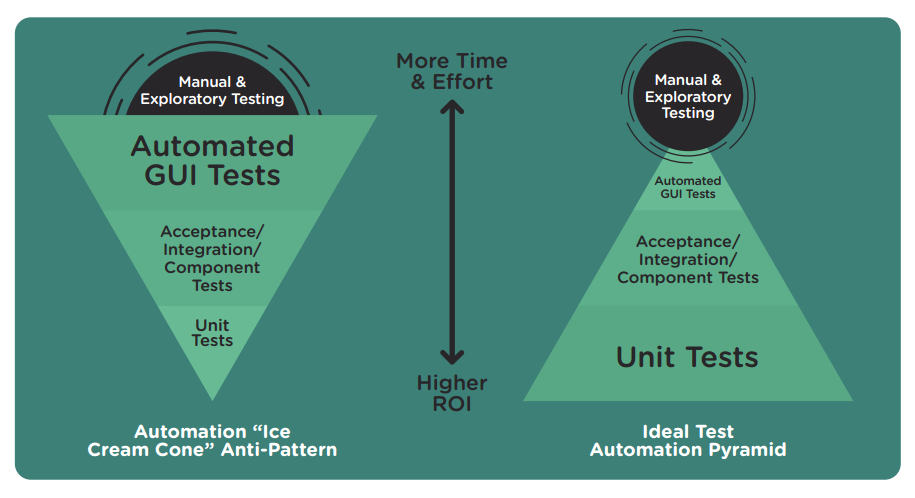 Manual &
Exploratory Testing
Automated
GUI Tests
Acceptance/
Integration/
Component
Tests
Unit
Tests
Automation “Ice
Cream Cone” Anti-Pattern
More Time
& Effort
Higher
ROI
Manual &
Exploratory
Testing
Automated
GUI Tests
Acceptance/
Integration/
Component Tests
Unit Tests
Ideal Test
Automation Pyramid